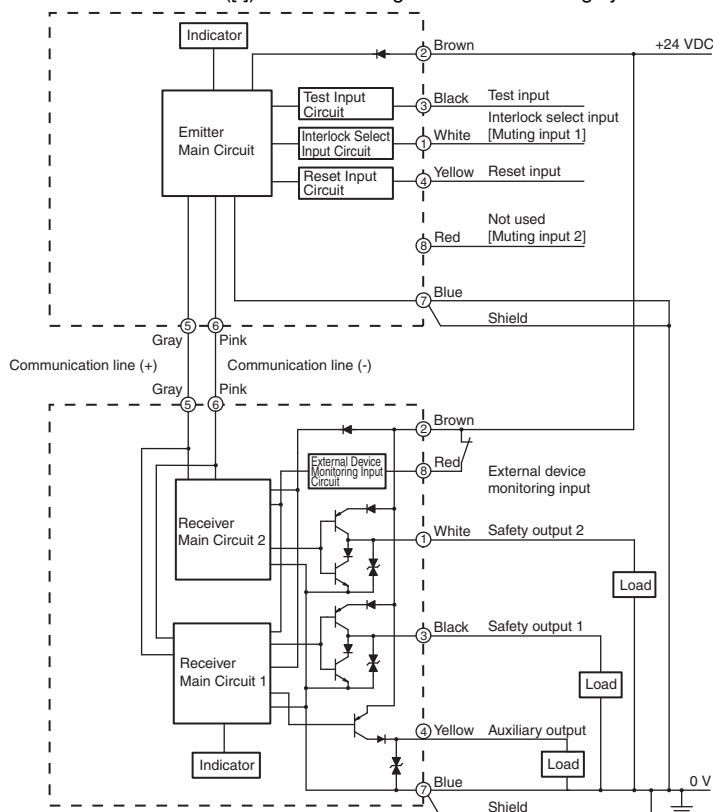 Indicator
② Brown
+24 VDC
Test Input
Circuit
③ Black
Test input
Emitter
Main Circuit
Interlock Select
Input Circuit
① White
Interlock select input
[Muting input 1]
Reset Input
Circuit
④ Yellow
Reset input
⑧ Red
Not used
[Muting input 2]
⑦ Blue
Shield
⑤ ⑥
Gray Pink
Communication line (+) Communication line (-)
Gray Pink
⑤ ⑥
② Brown
External Device
Monitoring Input
Circuit
⑧ Red
External device
monitoring input
Receiver
Main Circuit 2
① White
Safety output 2
Load
③ Black
Safety output 1
Receiver
Main Circuit 1
Load
④ Yellow
Auxiliary output
Indicator
Load
⑦ Blue
0 V
Shield